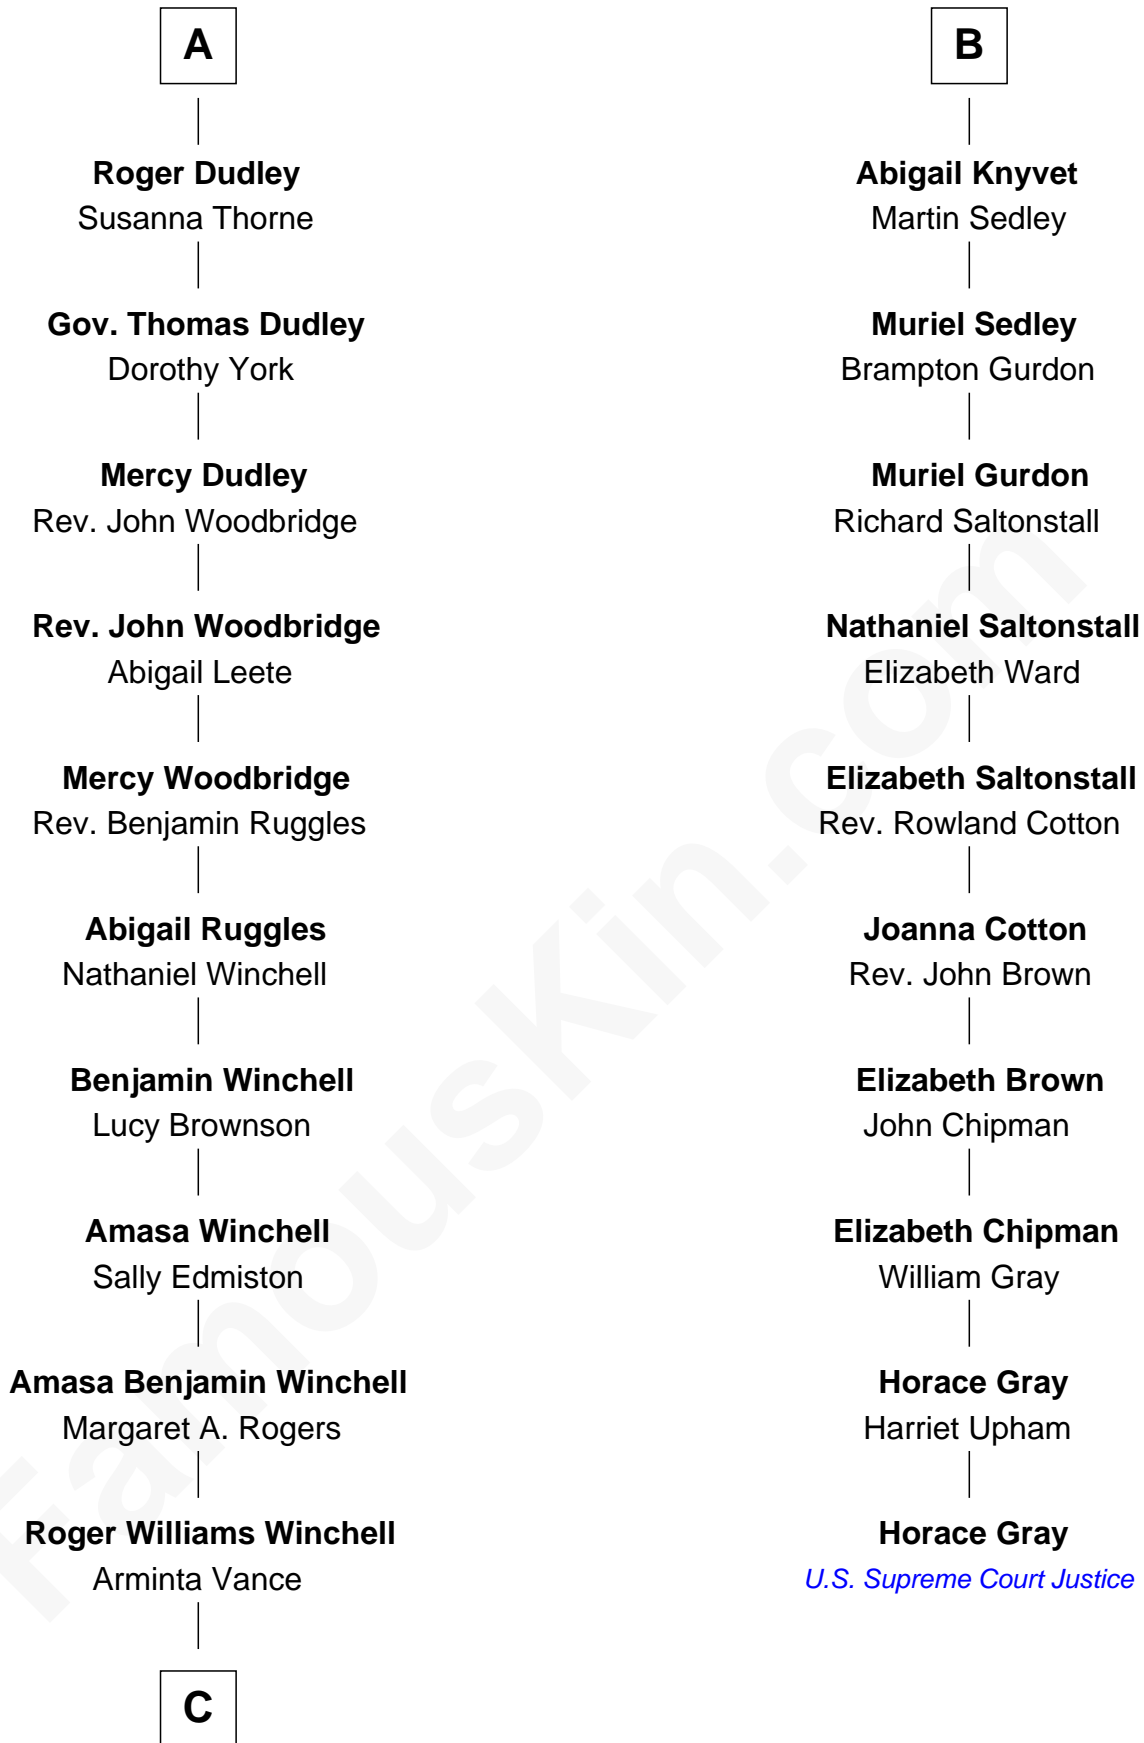 A
Roger Dudley
Susanna Thorne
Gov. Thomas Dudley
Dorothy York
Mercy Dudley
Rev. John Woodbridge
Rev. John Woodbridge
Abigail Leete
Mercy Woodbridge
Rev. Benjamin Ruggles
Abigail Ruggles
Nathaniel Winchell
Benjamin Winchell
Lucy Brownson
Amasa Winchell
Sally Edmiston
Amasa Benjamin Winchell
Margaret A. Rogers
Roger Williams Winchell
Arminta Vance
C
B
Abigail Knyvet
Martin Sedley
Muriel Sedley
Brampton Gurdon
Muriel Gurdon
Richard Saltonstall
Nathaniel Saltonstall
Elizabeth Ward
Elizabeth Saltonstall
Rev. Rowland Cotton
Joanna Cotton
Rev. John Brown
Elizabeth Brown
John Chipman
Elizabeth Chipman
William Gray
Horace Gray
Harriet Upham
Horace Gray
U.S. Supreme Court Justice
FamousKin.com